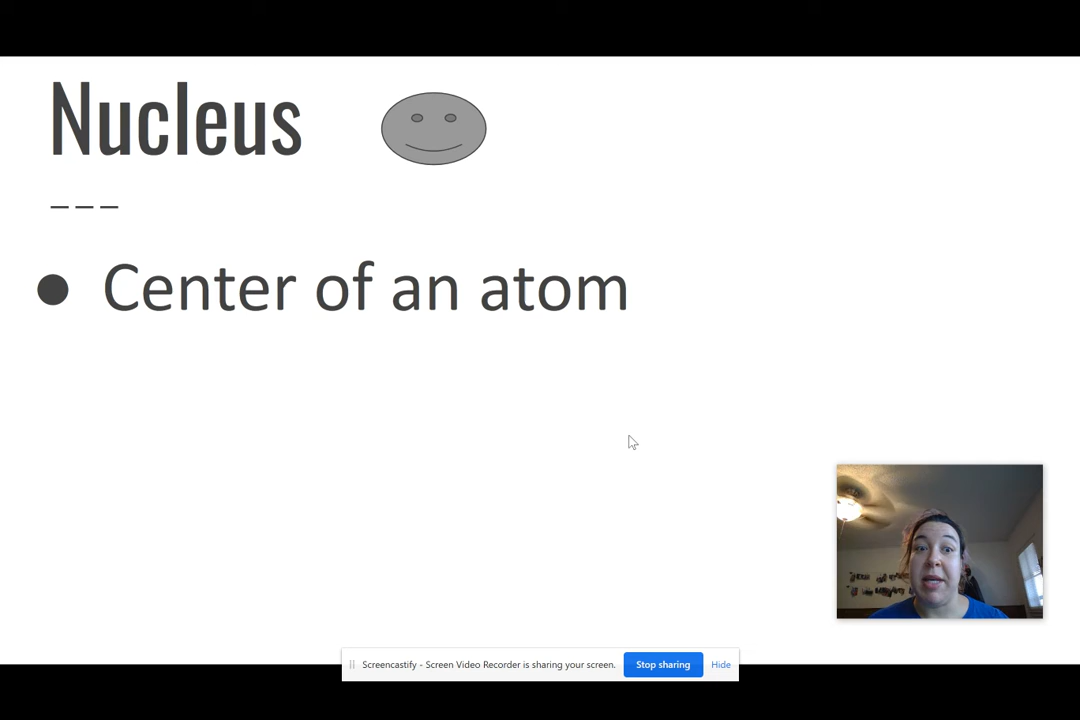 Nucleus
● Center of an atom
Screencastify - Screen Video Recorder is sharing your screen. Stop sharing Hide